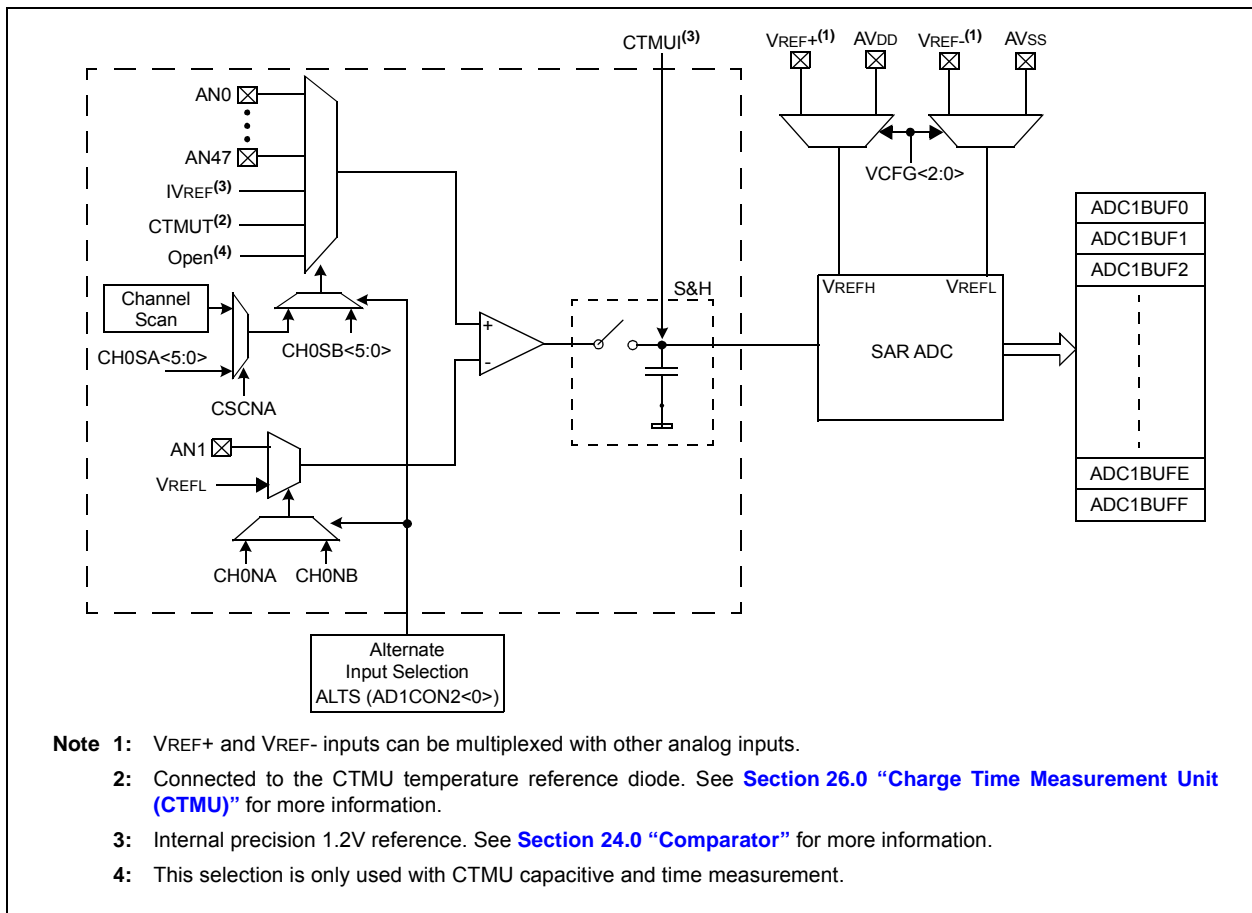 CTMUI(3)
VREF+(1) AVDD VREF-(1) AVSS
AN0
AN47
IVREF(3)
CTMUT(2)
Open(4)
VCFG<2:0>
ADC1BUF0
ADC1BUF1
ADC1BUF2
Channel
Scan
S&H
VREFH VREFL
CH0SA<5:0>
CH0SB<5:0>
+
-
SAR ADC
CSCNA
AN1
VREFL
ADC1BUFE
ADC1BUFF
CH0NA CH0NB
Alternate
Input Selection
ALTS (AD1CON2<0>)
Note 1: VREF+ and VREF- inputs can be multiplexed with other analog inputs.
2: Connected to the CTMU temperature reference diode. See Section 26.0 “Charge Time Measurement Unit
(CTMU)” for more information.
3: Internal precision 1.2V reference. See Section 24.0 “Comparator” for more information.
4: This selection is only used with CTMU capacitive and time measurement.